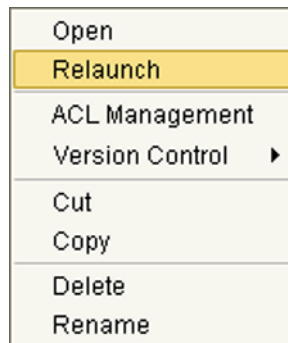 Open
Relaunch
ACL Management
Version Control
Cut
Copy
Delete
Rename